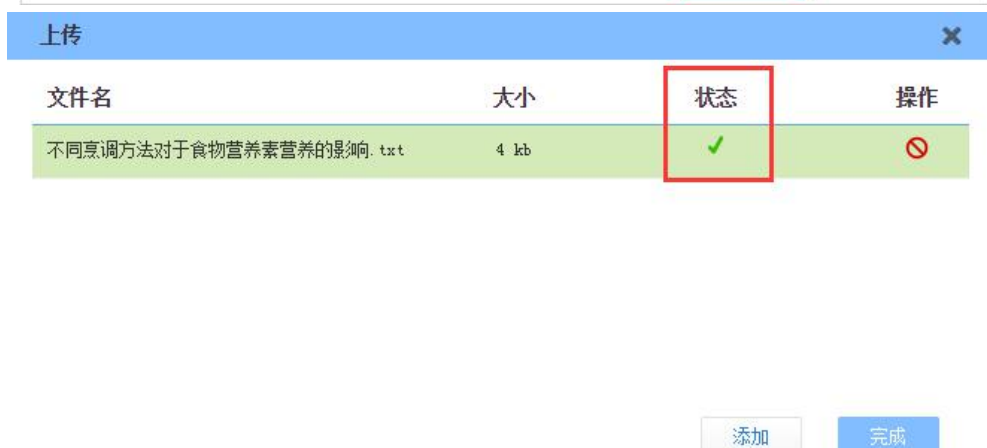 上传
文件名 大小 状态 操作
不同烹调方法对于食物营养素营养的影响.txt 4 kb
添加 完成